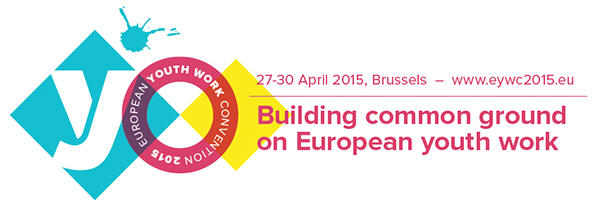 yo
EUROPEAN YOUTH WORK CONVENTION 2015
27-30 April 2015, Brussels – www.eywc2015.eu
Building common ground
on European youth work